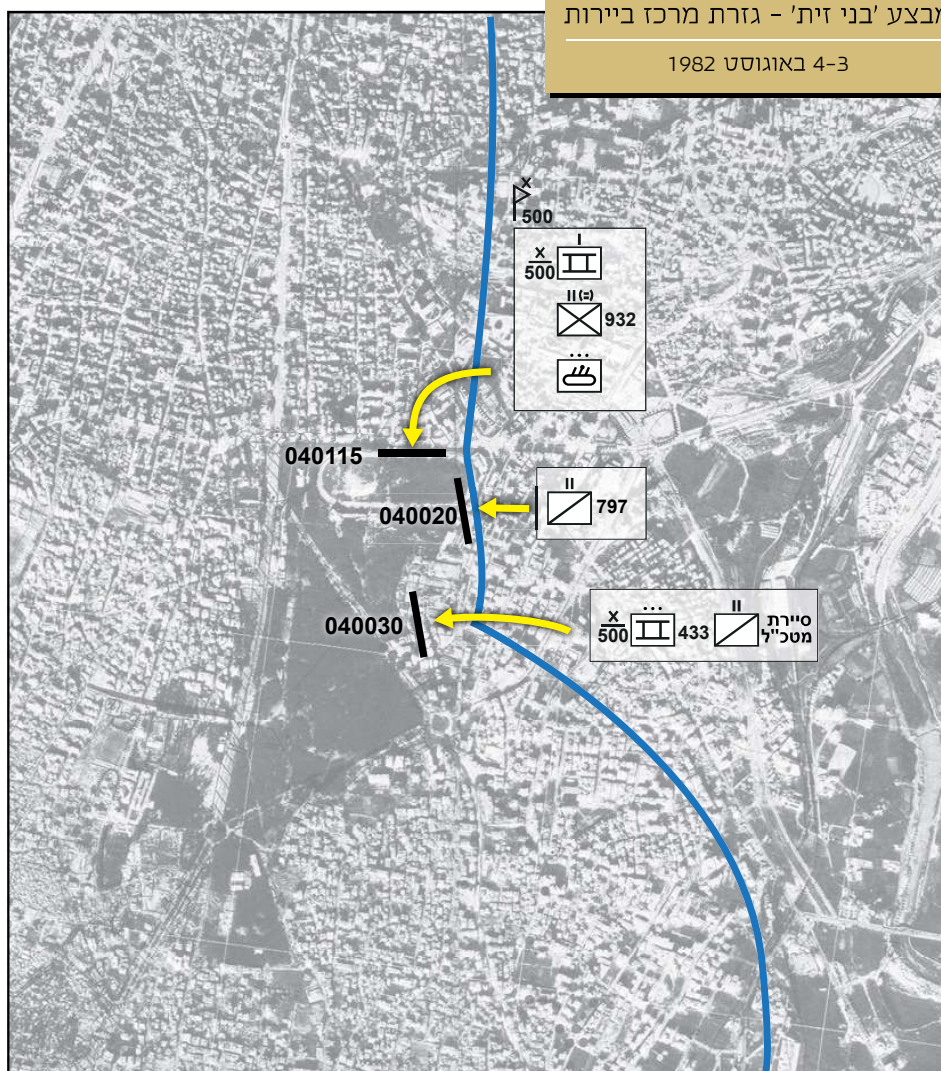 מבצע 'בני זית' - גזרת מרכז ביירות
4-3 באוגוסט 1982
X
500
I
X
500
II(=)
932
...
040115
II
797
040020
...
X
500
433
II
סיירת
מטכ"ל
040030